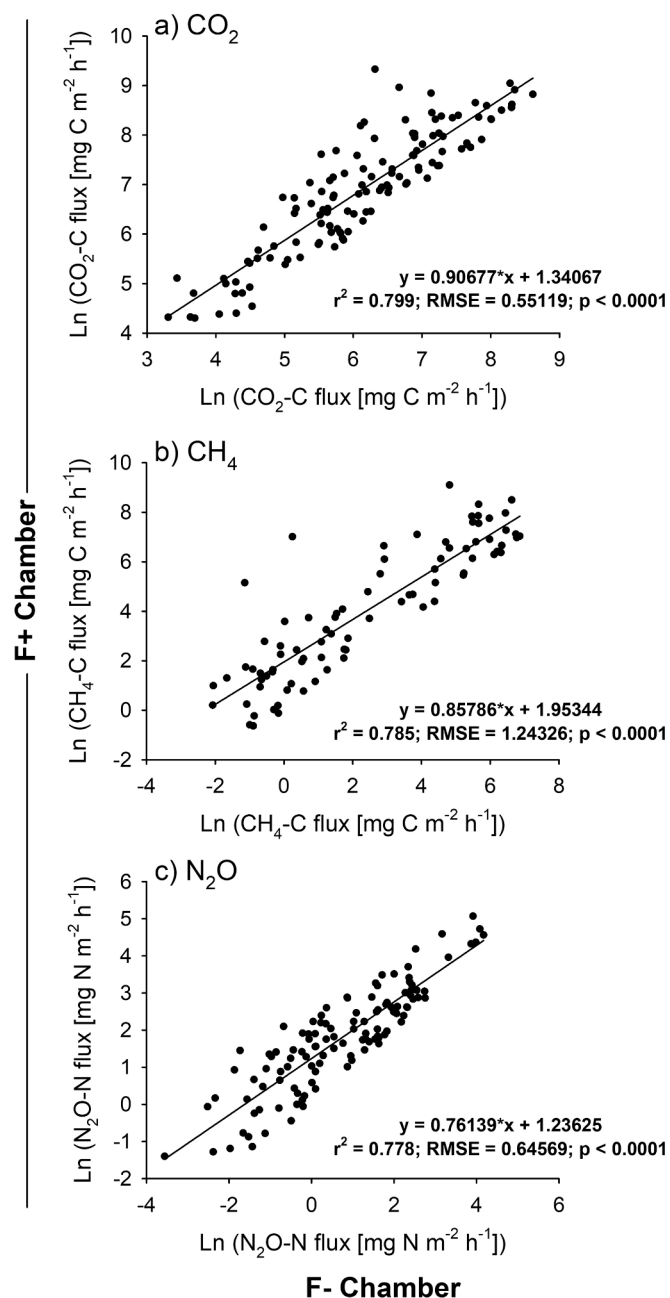 a) CO₂
10
9
8
7
6
5
4
Ln (CO₂-C flux [mg C m⁻² h⁻¹])
y = 0.90677*x + 1.34067
r² = 0.799; RMSE = 0.55119; p < 0.0001
3 4 5 6 7 8 9
Ln (CO₂-C flux [mg C m⁻² h⁻¹])
b) CH₄
10
8
6
4
2
0
-2
Ln (CH₄-C flux [mg C m⁻² h⁻¹])
y = 0.85786*x + 1.95344
r² = 0.785; RMSE = 1.24326; p < 0.0001
-4 -2 0 2 4 6 8
Ln (CH₄-C flux [mg C m⁻² h⁻¹])
F+ Chamber
c) N₂O
6
5
4
3
2
1
0
-1
-2
Ln (N₂O-N flux [mg N m⁻² h⁻¹])
y = 0.76139*x + 1.23625
r² = 0.778; RMSE = 0.64569; p < 0.0001
-4 -2 0 2 4 6
Ln (N₂O-N flux [mg N m⁻² h⁻¹])
F- Chamber